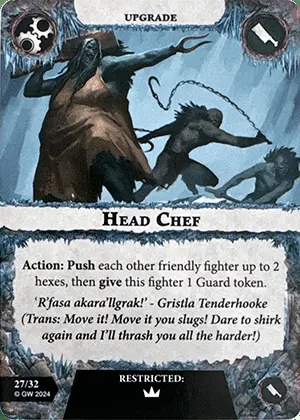 UPGRADE
HEAD CHEF
Action: Push each other friendly fighter up to 2
hexes, then give this fighter 1 Guard token.
'R'fasa akara'llgrak!' - Gristla Tenderhooke
(Trans: Move it! Move it you slugs! Dare to shirk
again and I'll thrash you all the harder!)
27/32
© GW 2024
RESTRICTED: